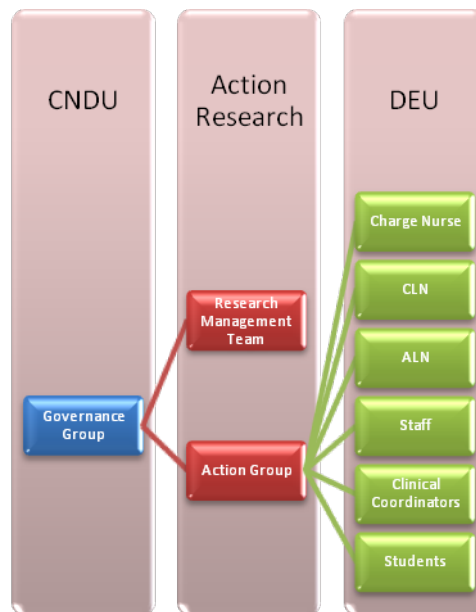 CNDU
Action
Research
DEU
Charge Nurse
CLN
Research
Management
Team
ALN
Governance
Group
Staff
Action Group
Clinical
Coordinators
Students